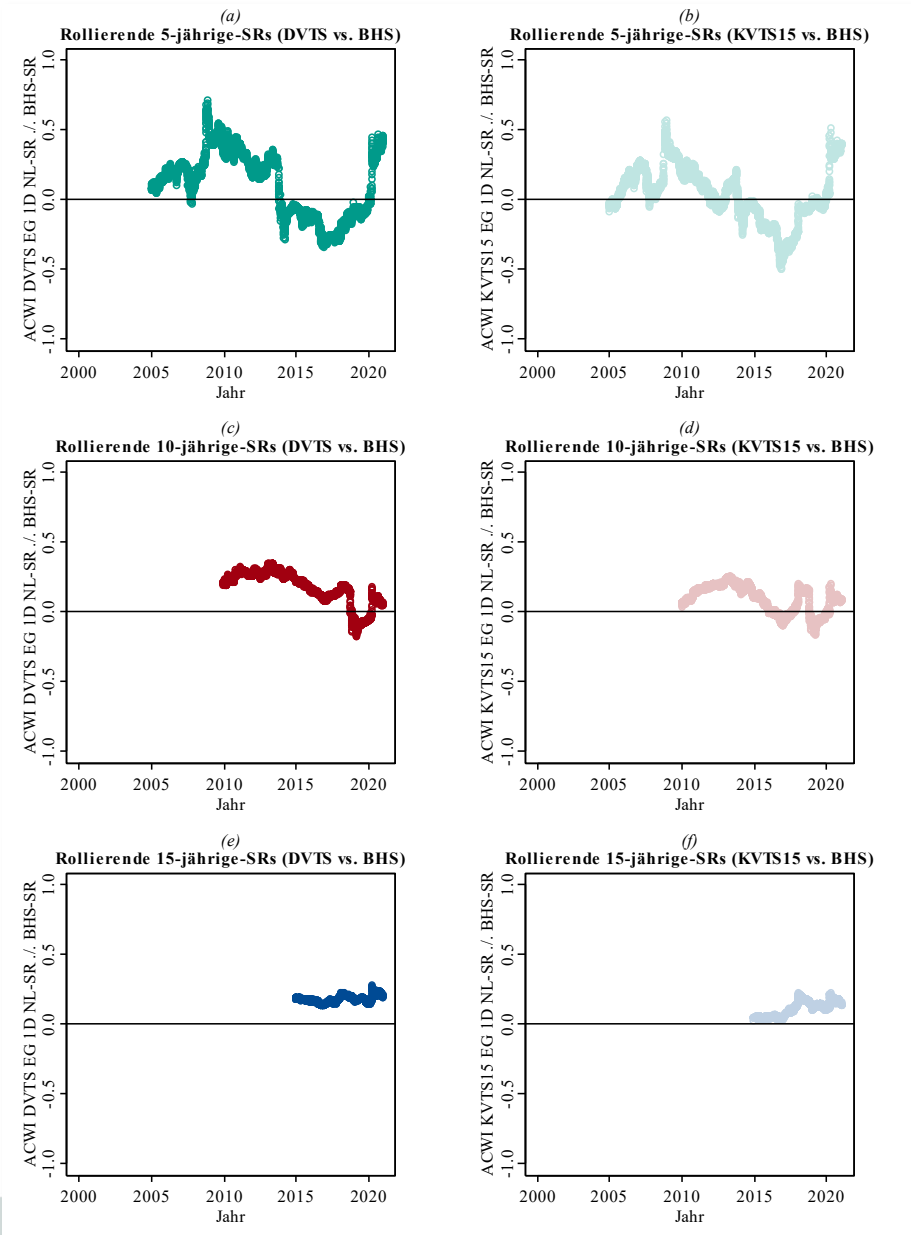 (a)
Rollierende 5-jährige-SRs (DVTS vs. BHS)
ACWI DVTS EG 1D NL-SR ./. BHS-SR
1.0
0.5
0.0
-0.5
-1.0
2000 2005 2010 2015 2020
Jahr
(b)
Rollierende 5-jährige-SRs (KVTS15 vs. BHS)
ACWI KVTS15 EG 1D NL-SR ./. BHS-SR
1.0
0.5
0.0
-0.5
-1.0
2000 2005 2010 2015 2020
Jahr
(c)
Rollierende 10-jährige-SRs (DVTS vs. BHS)
ACWI DVTS EG 1D NL-SR ./. BHS-SR
1.0
0.5
0.0
-0.5
-1.0
2000 2005 2010 2015 2020
Jahr
(d)
Rollierende 10-jährige-SRs (KVTS15 vs. BHS)
ACWI KVTS15 EG 1D NL-SR ./. BHS-SR
1.0
0.5
0.0
-0.5
-1.0
2000 2005 2010 2015 2020
Jahr
(e)
Rollierende 15-jährige-SRs (DVTS vs. BHS)
ACWI DVTS EG 1D NL-SR ./. BHS-SR
1.0
0.5
0.0
-0.5
-1.0
2000 2005 2010 2015 2020
Jahr
(f)
Rollierende 15-jährige-SRs (KVTS15 vs. BHS)
ACWI KVTS15 EG 1D NL-SR ./. BHS-SR
1.0
0.5
0.0
-0.5
-1.0
2000 2005 2010 2015 2020
Jahr